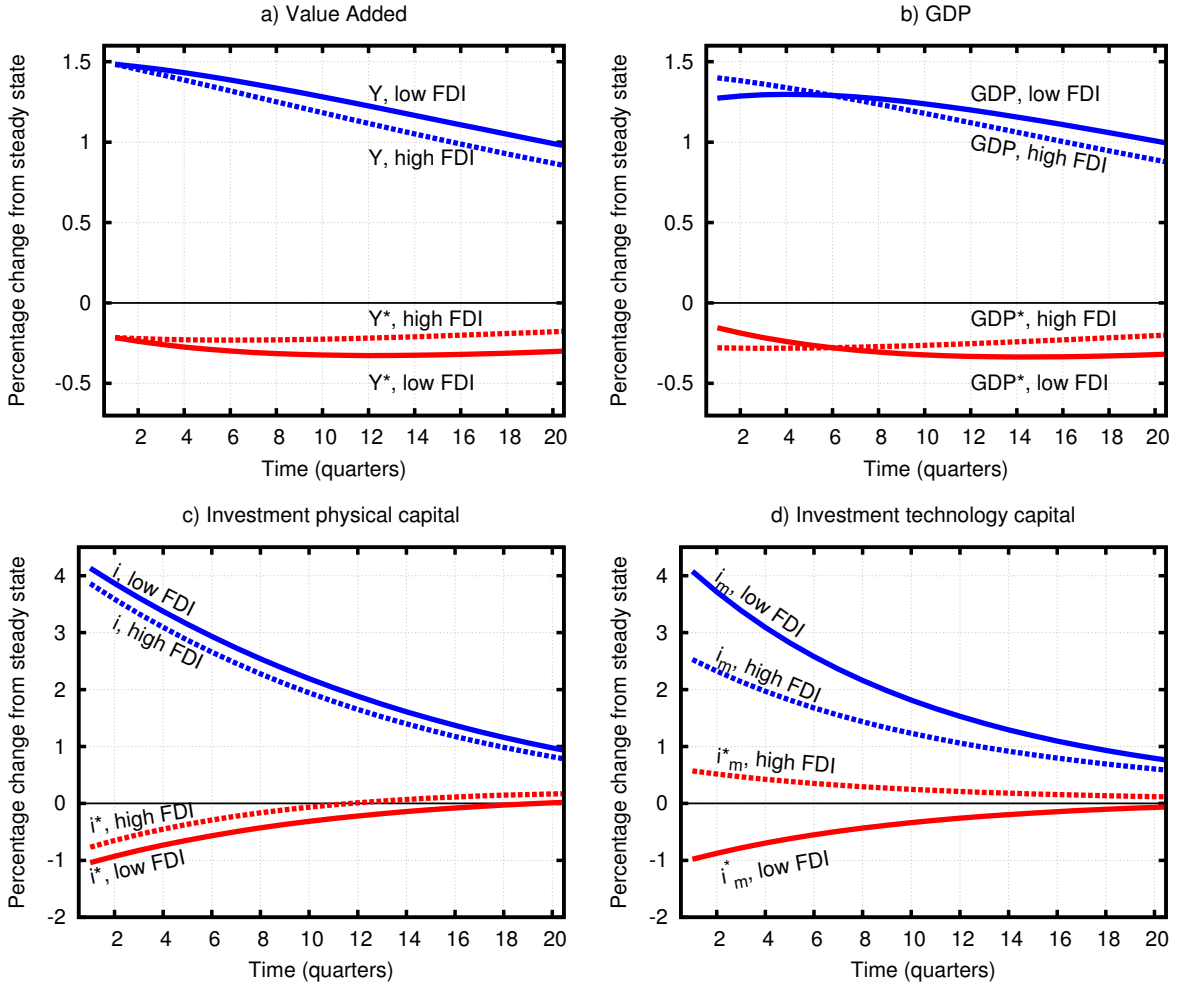 a) Value Added
Percentage change from steady state
1.5
1
0.5
0
-0.5
Y, low FDI
Y, high FDI
Y*, high FDI
Y*, low FDI
2 4 6 8 10 12 14 16 18 20
Time (quarters)
b) GDP
Percentage change from steady state
1.5
1
0.5
0
-0.5
GDP, low FDI
GDP, high FDI
GDP*, high FDI
GDP*, low FDI
2 4 6 8 10 12 14 16 18 20
Time (quarters)
c) Investment physical capital
Percentage change from steady state
4
3
2
1
0
-1
-2
i, low FDI
i, high FDI
i*, high FDI
i*, low FDI
2 4 6 8 10 12 14 16 18 20
Time (quarters)
d) Investment technology capital
Percentage change from steady state
4
3
2
1
0
-1
-2
i_m, low FDI
i_m, high FDI
i*_m, high FDI
i*_m, low FDI
2 4 6 8 10 12 14 16 18 20
Time (quarters)